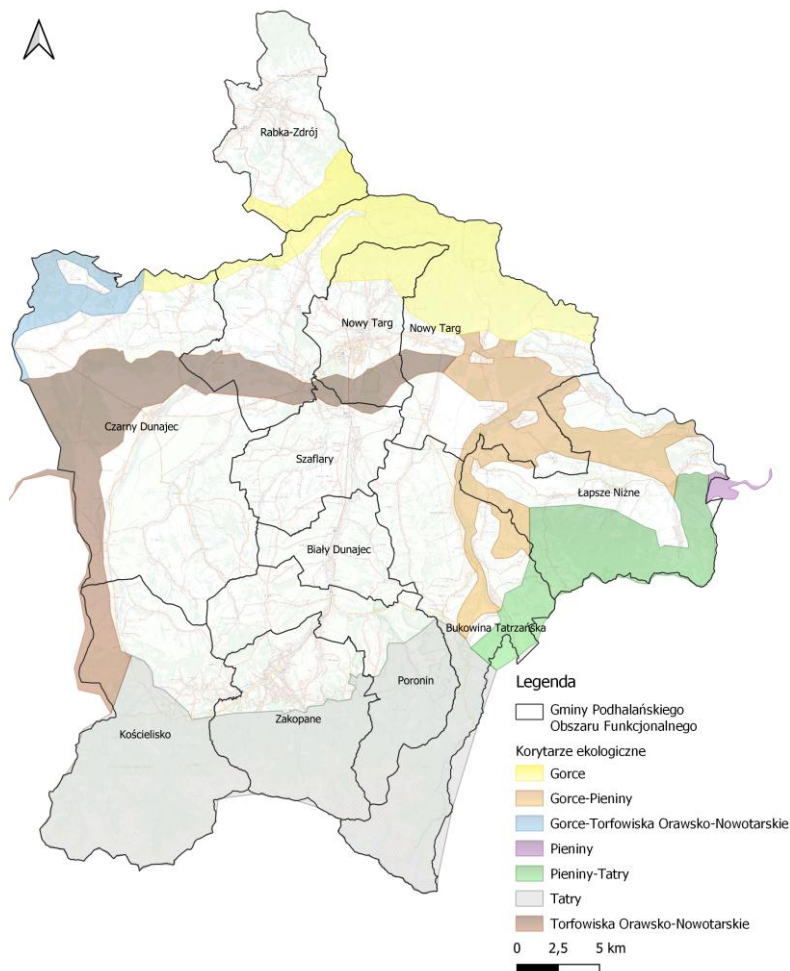 Rabka-Zdrój
Nowy Targ
Nowy Targ
Czarny Dunajec
Szaflary
Łapsze Niżne
Biały Dunajec
Bukowina Tatrzańska
Poronin
Zakopane
Kościelisko
Legenda
Gminy Podhalańskiego
Obszaru Funkcjonalnego
Korytarze ekologiczne
Gorce
Gorce-Pieniny
Gorce-Torfowiska Orawsko-Nowotarskie
Pieniny
Pieniny-Tatry
Tatry
Torfowiska Orawsko-Nowotarskie
0 2,5 5 km